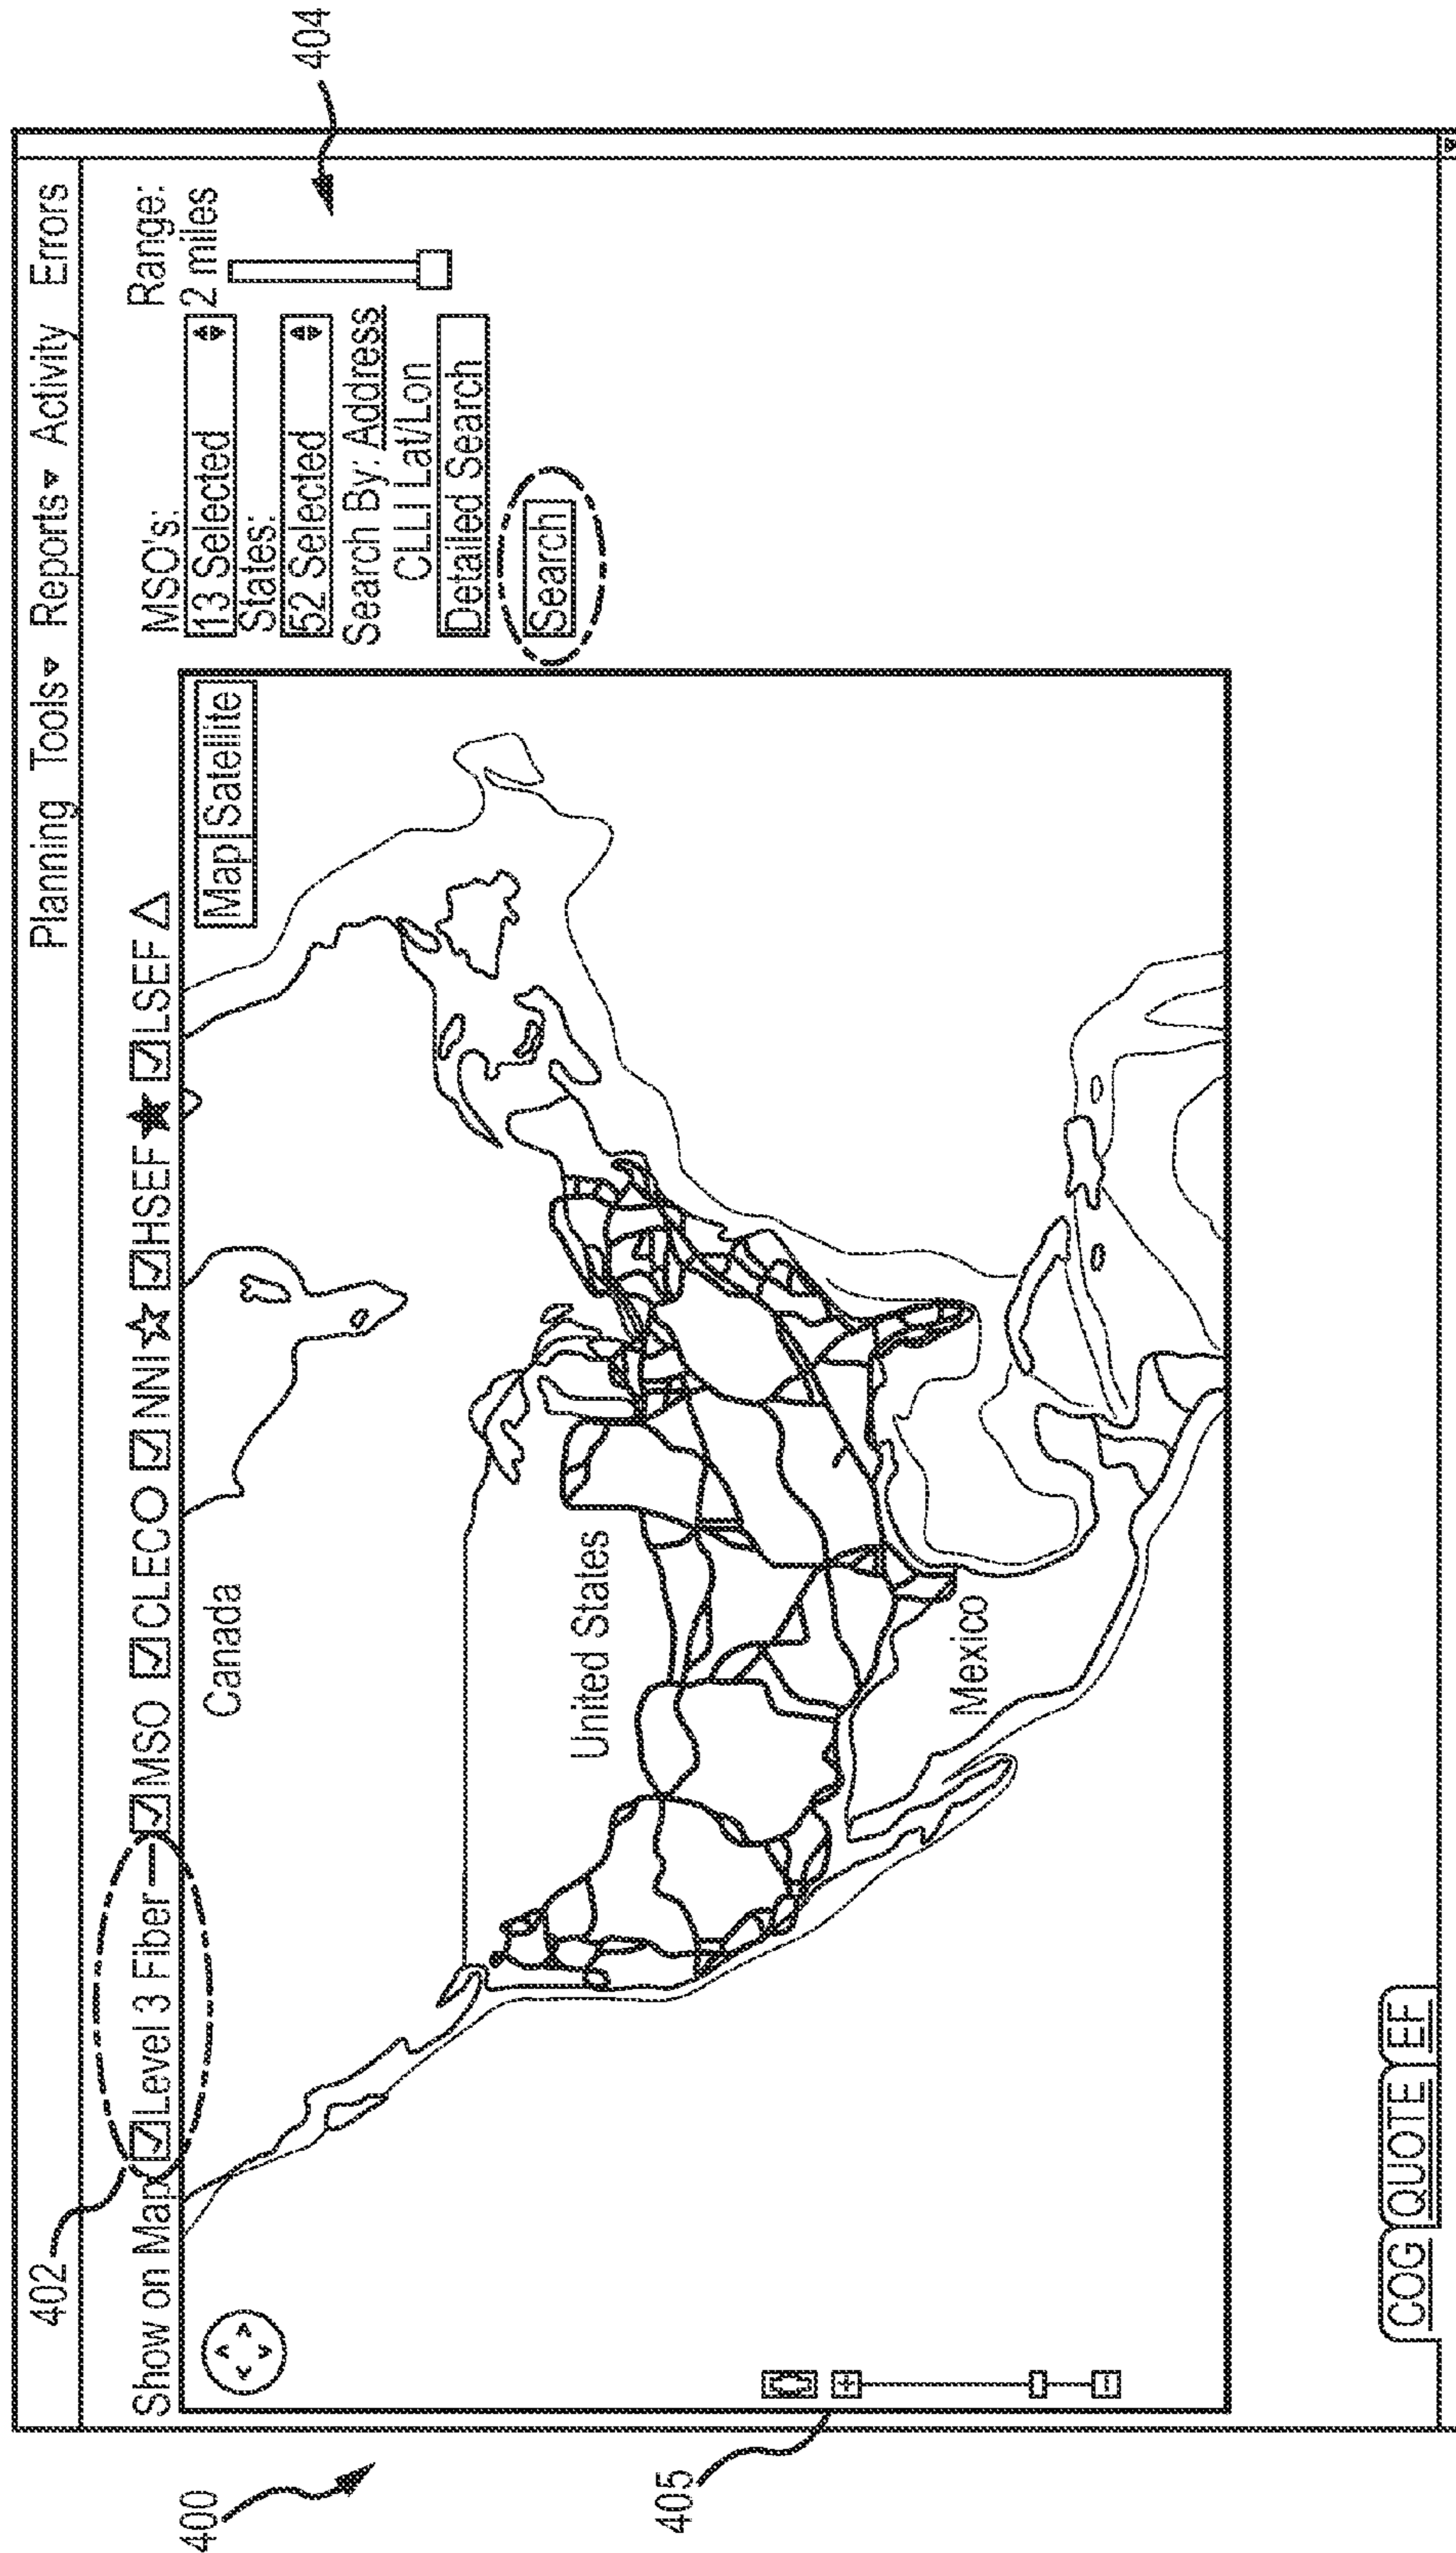 Planning Tools Reports Activity Errors
402
404
Show on Map Level 3 Fiber MSO CLECO NNI HSEF LSEF
MSO's:
13 Selected
States:
52 Selected
Search By: Address
CLLI Lat/Lon
Detailed Search
Search
Range:
2 miles
Map Satellite
Canada
United States
Mexico
400
405
COG QUOTE EF